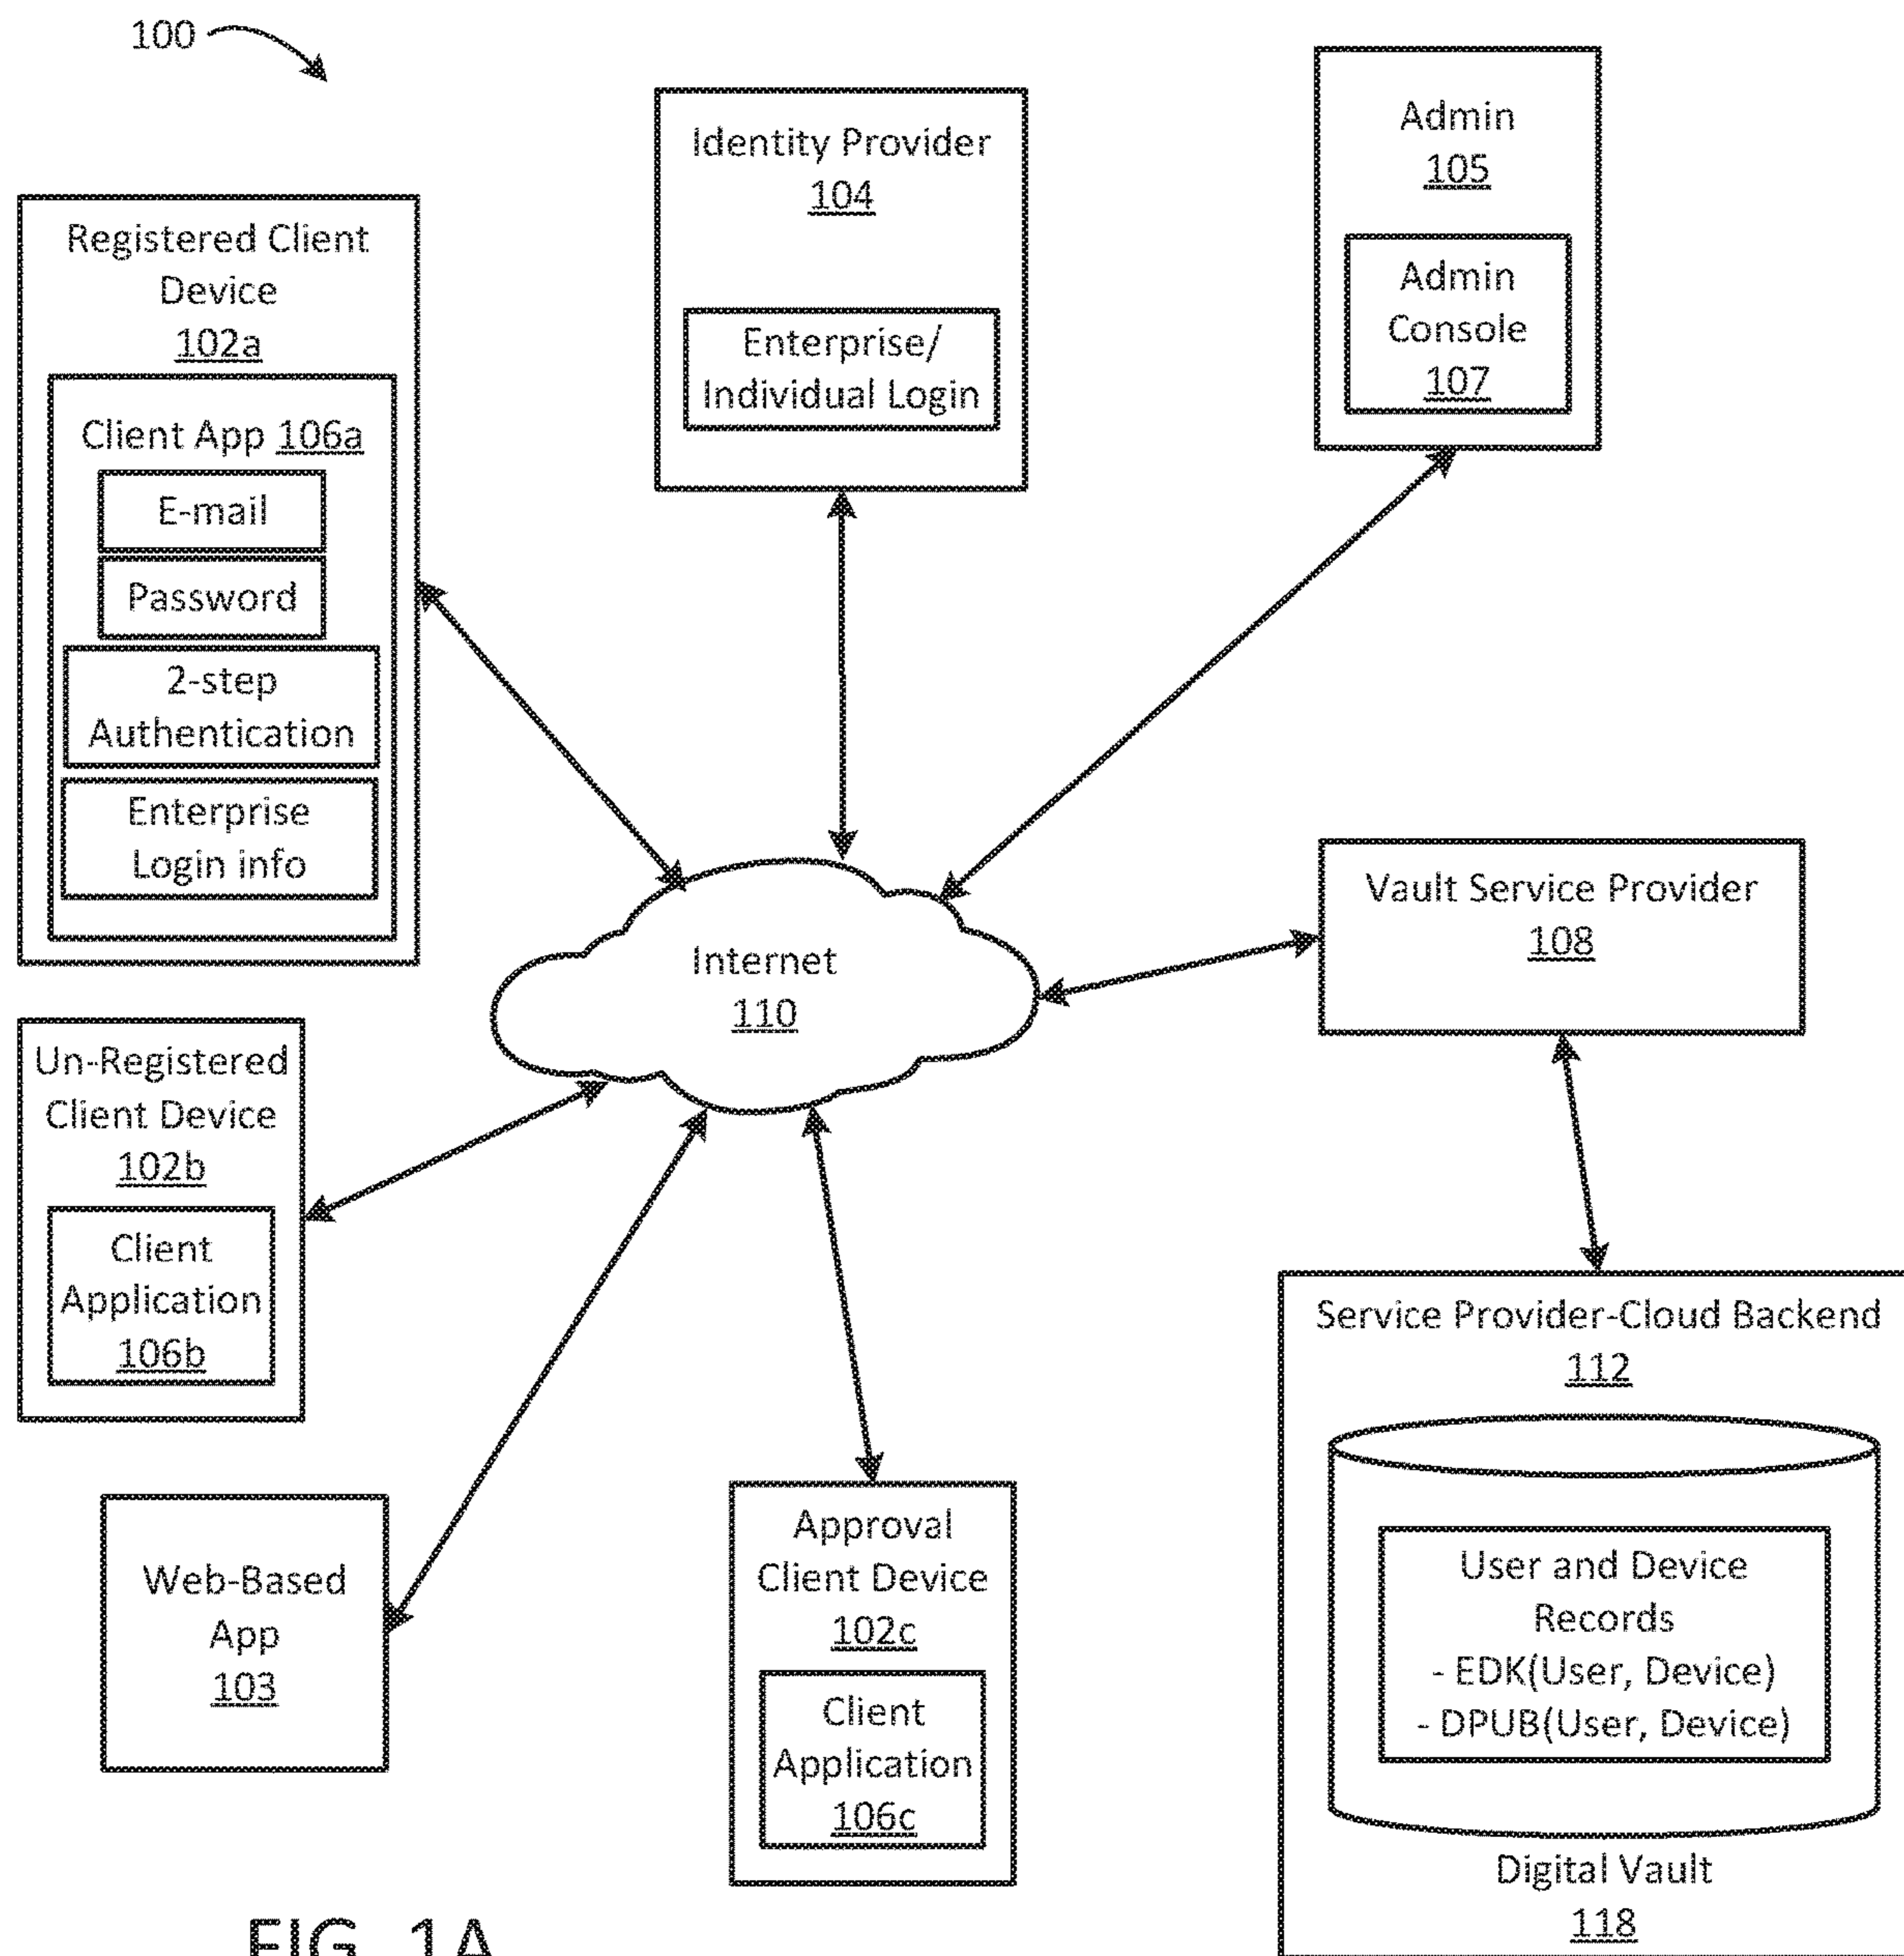 100
Identity Provider
104
Enterprise/
Individual Login
Admin
105
Admin
Console
107
Registered Client
Device
102a
Client App 106a
E-mail
Password
2-step
Authentication
Enterprise
Login info
Internet
110
Vault Service Provider
108
Un-Registered
Client Device
102b
Client
Application
106b
Service Provider-Cloud Backend
112
User and Device
Records
- EDK(User, Device)
- DPUB(User, Device)
Digital Vault
118
Web-Based
App
103
Approval
Client Device
102c
Client
Application
106c
FIG. 1A